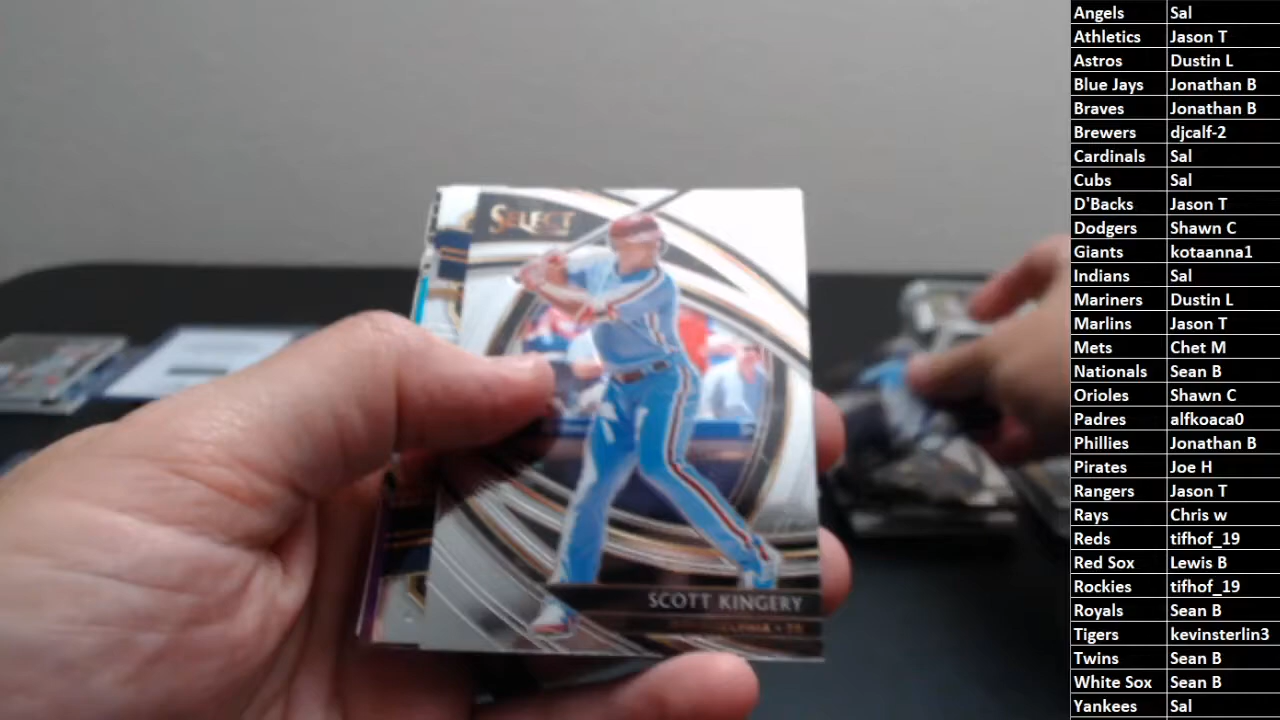 SELECT
SCOTT KINGERY
Angels Sal
Athletics Jason T
Astros Dustin L
Blue Jays Jonathan B
Braves Jonathan B
Brewers djcalf-2
Cardinals Sal
Cubs Sal
D'Backs Jason T
Dodgers Shawn C
Giants kotaanna1
Indians Sal
Mariners Dustin L
Marlins Jason T
Mets Chet M
Nationals Sean B
Orioles Shawn C
Padres alfkoaca0
Phillies Jonathan B
Pirates Joe H
Rangers Jason T
Rays Chris w
Reds tifhof_19
Red Sox Lewis B
Rockies tifhof_19
Royals Sean B
Tigers kevinsterlin3
Twins Sean B
White Sox Sean B
Yankees Sal